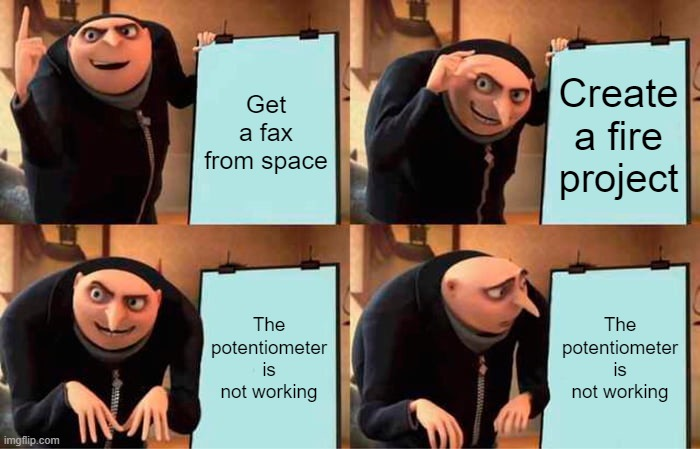 Get
a fax
from space
Create
a fire
project
The
potentiometer
is
not working
The
potentiometer
is
not working
imgflip.com